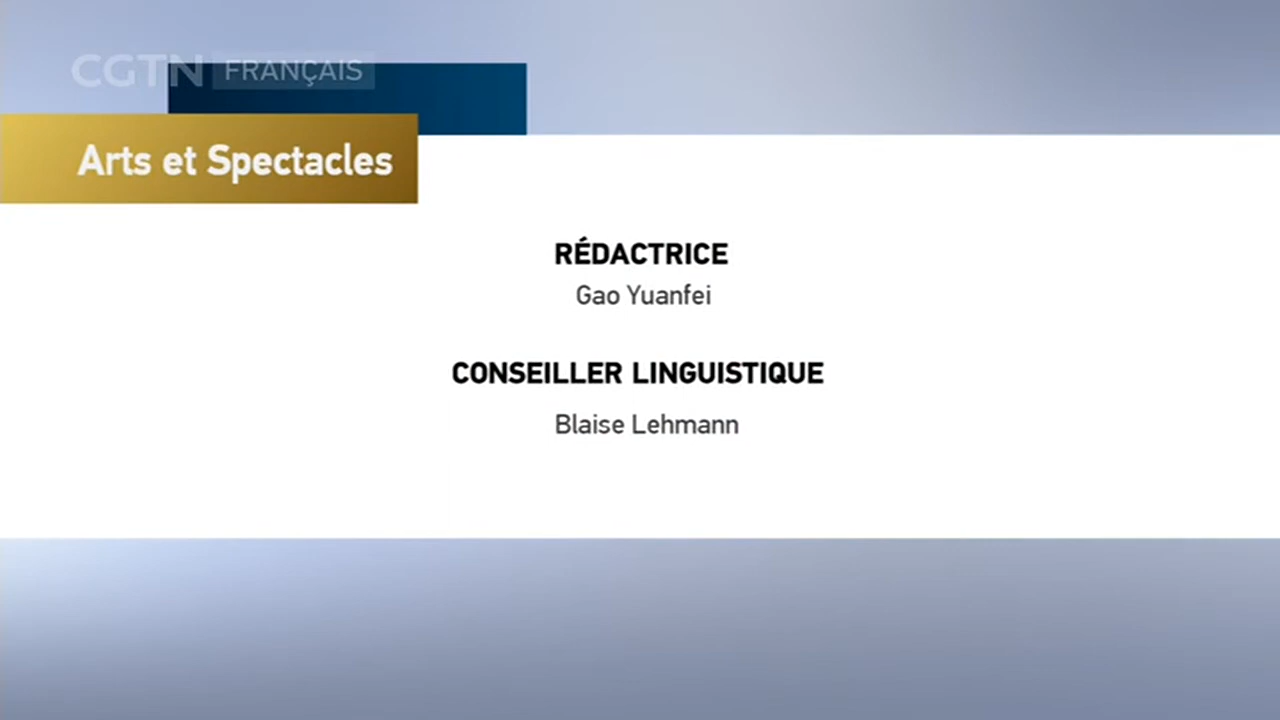 CGTN FRANÇAIS
Arts et Spectacles
RÉDACTRICE
Gao Yuanfei
CONSEILLER LINGUISTIQUE
Blaise Lehmann